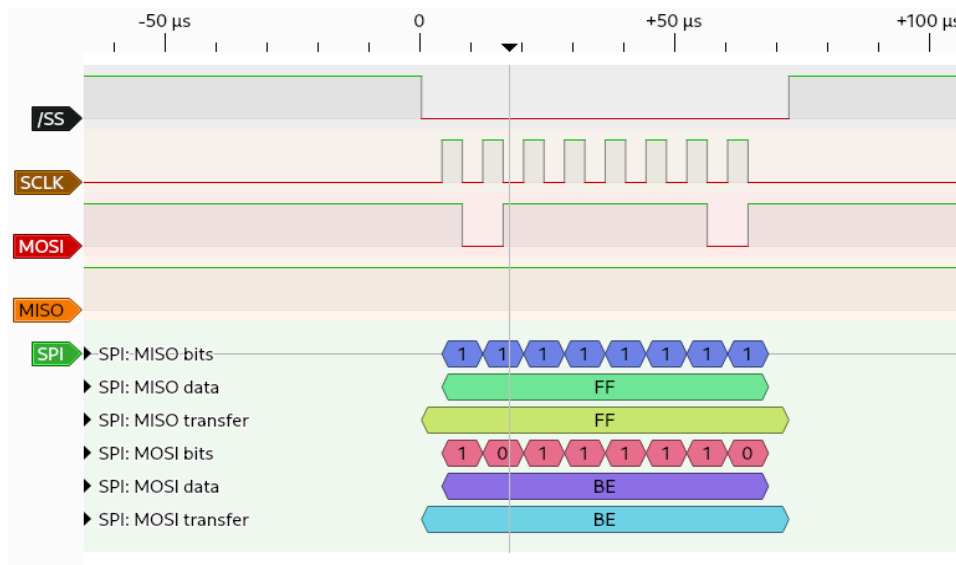 -50 µs 0 +50 µs +100 µs
/SS
SCLK
MOSI
MISO
SPI
SPI: MISO bits 1 1 1 1 1 1 1 1
SPI: MISO data FF
SPI: MISO transfer FF
SPI: MOSI bits 1 0 1 1 1 1 1 0
SPI: MOSI data BE
SPI: MOSI transfer BE